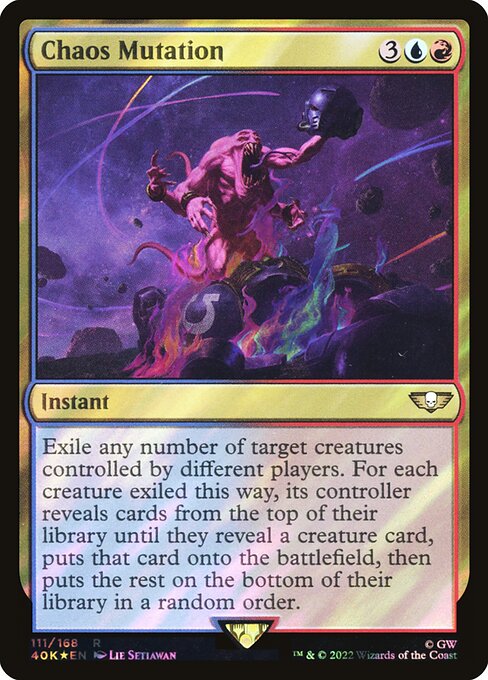 Chaos Mutation 3
Instant
Exile any number of target creatures
controlled by different players. For each
creature exiled this way, its controller
reveals cards from the top of their
library until they reveal a creature card,
puts that card onto the battlefield, then
puts the rest on the bottom of their
library in a random order.
111/168 R © GW
40K★EN Lie Setiawan ™ & © 2022 Wizards of the Coast